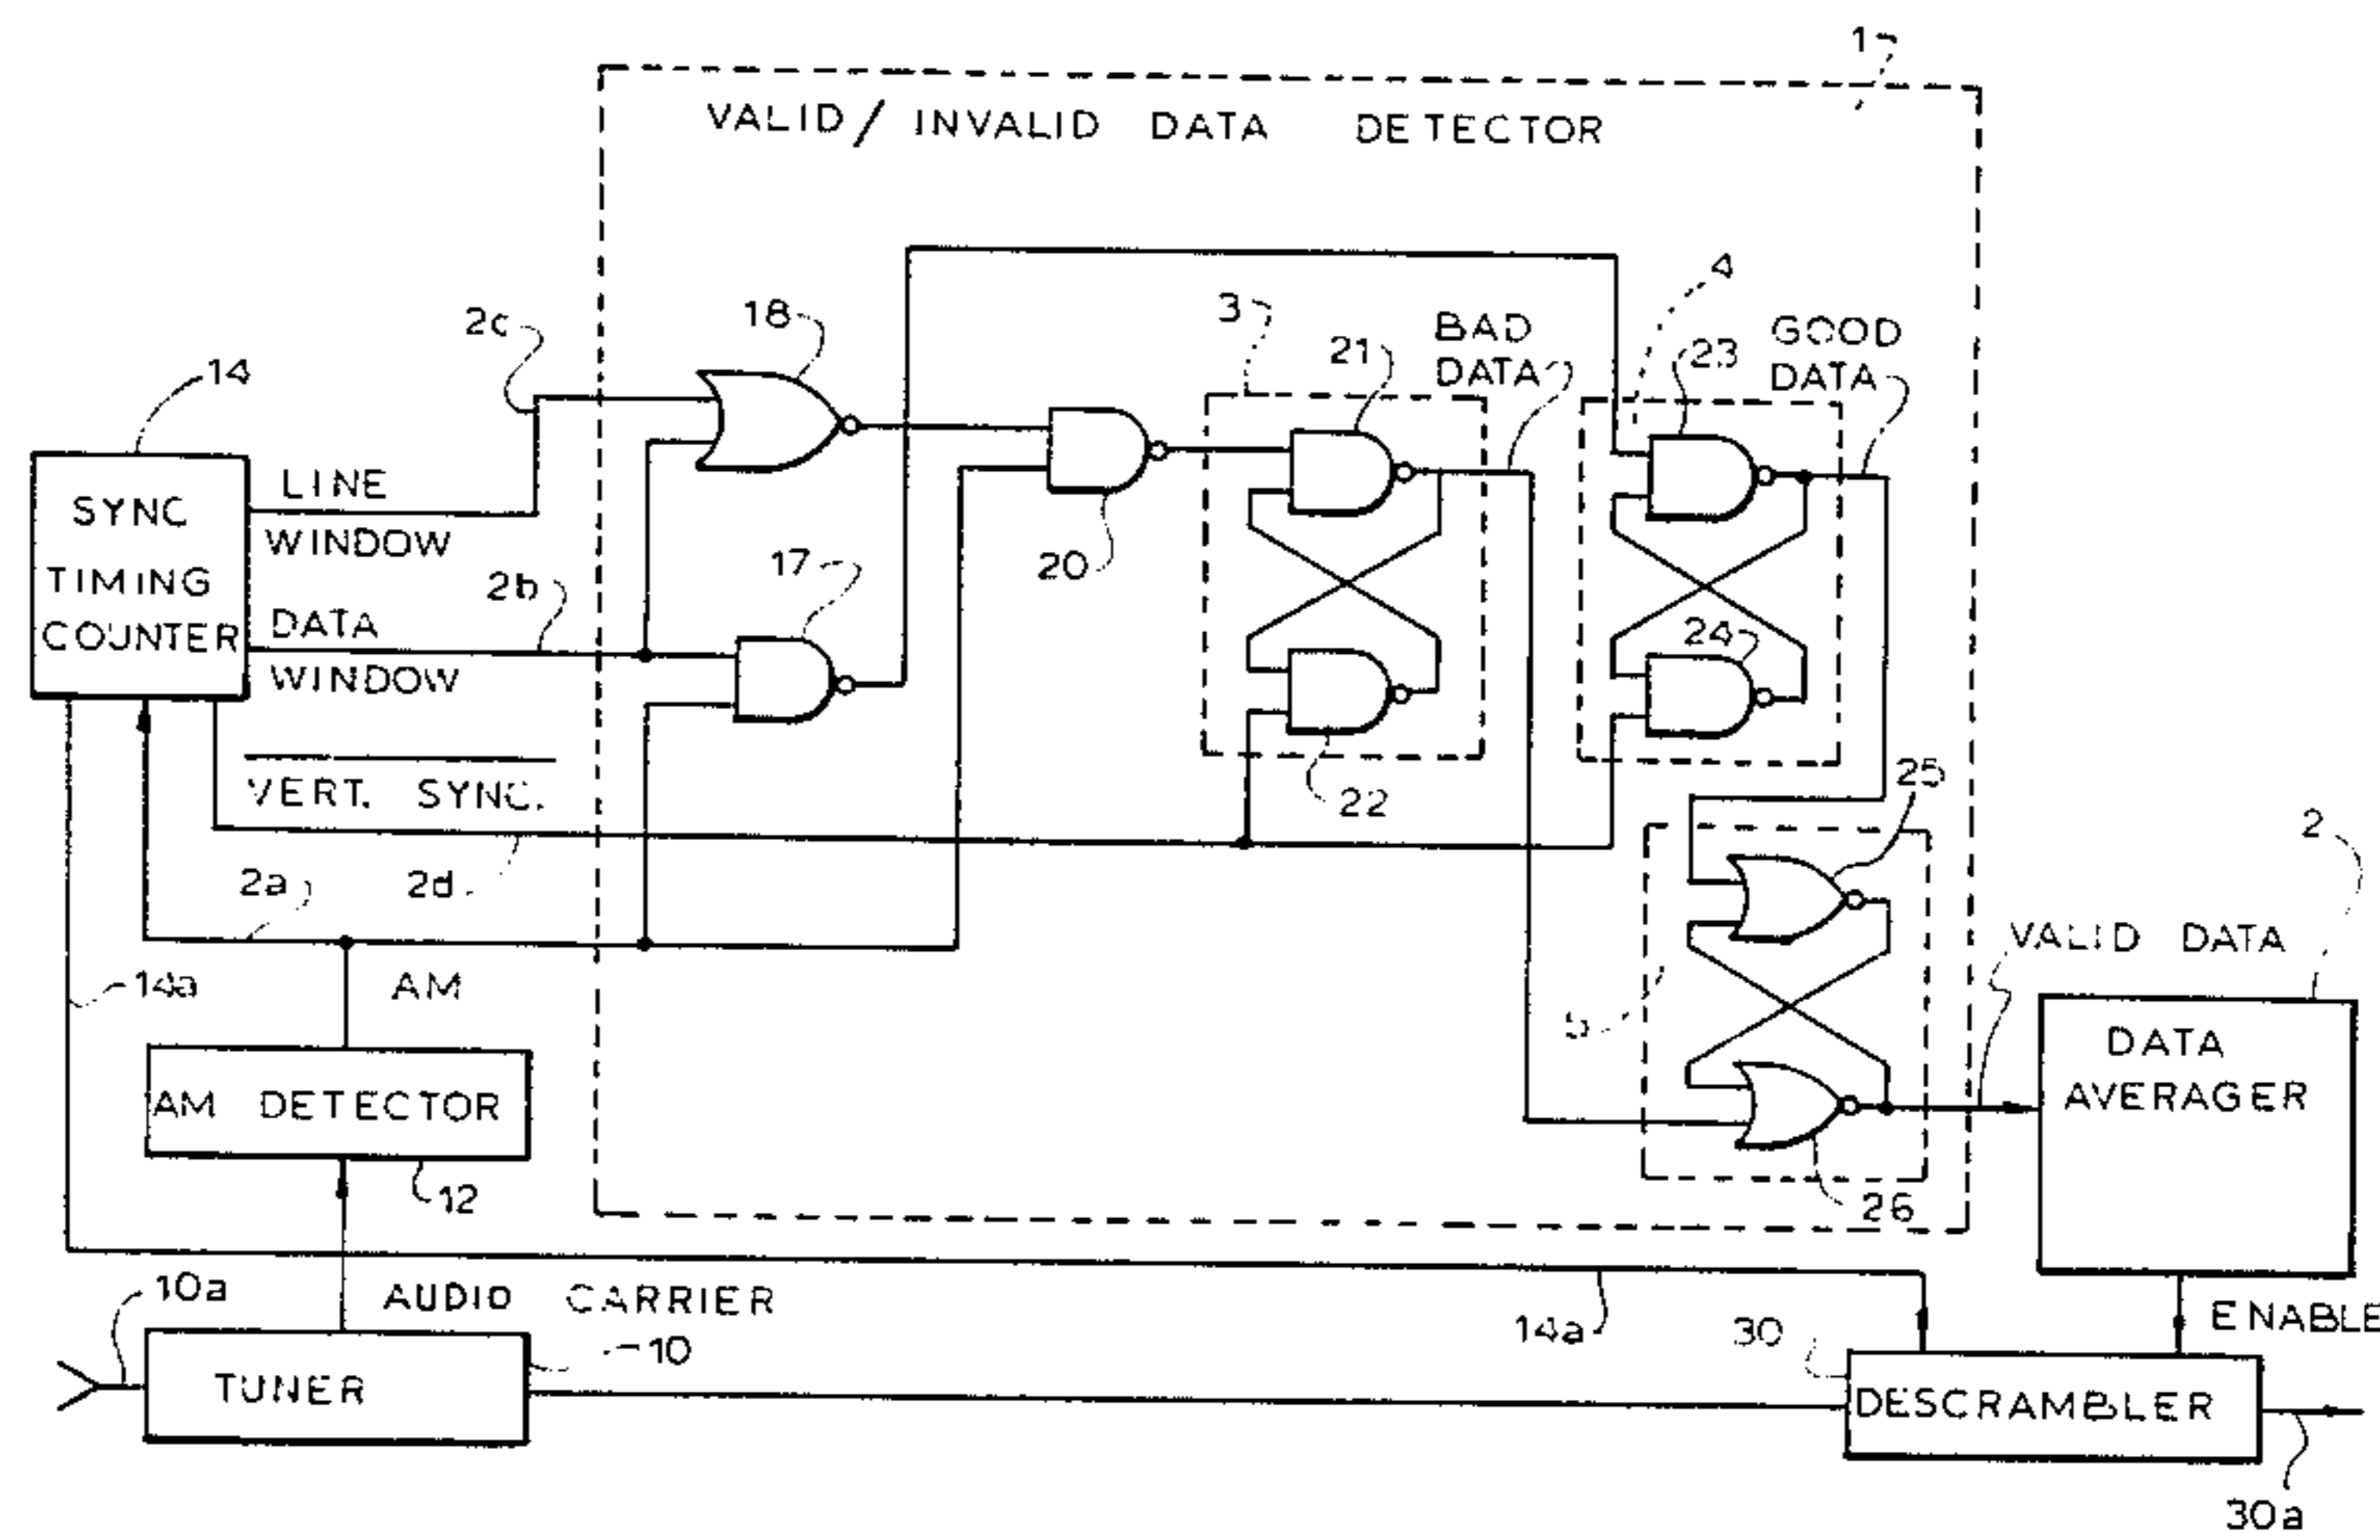 1
VALID/ INVALID DATA DETECTOR
2c
18
3
4
BAD
DATA
GOOD
DATA
21
23
14
SYNC
TIMING
COUNTER
LINE
WINDOW
17
20
2b
DATA
WINDOW
24
22
25
VERT. SYNC.
2
2a
2d
VALID DATA
14a
AM
5
DATA
AVERAGER
AM DETECTOR
12
26
10a
AUDIO CARRIER
14a
30
ENABLE
10
TUNER
DESCRAMBLER
30a